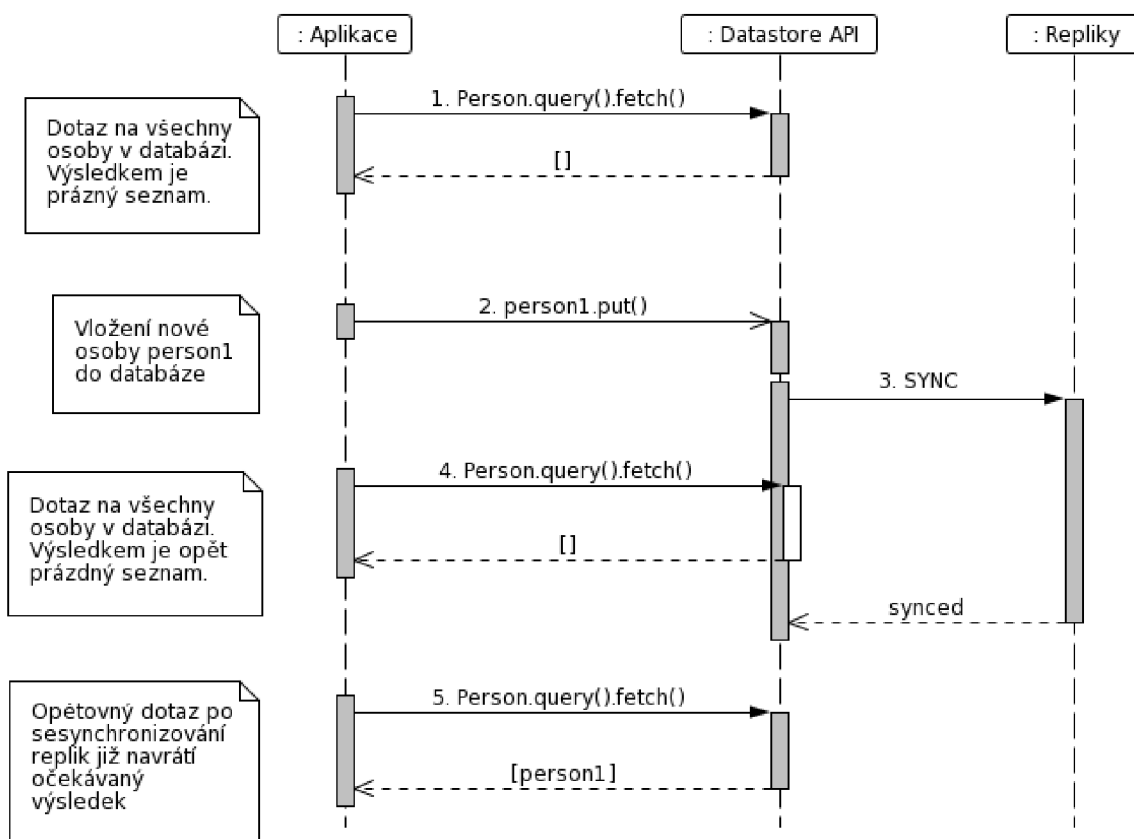 : Aplikace
: Datastore API
: Repliky
Dotaz na všechny
osoby v databázi.
Výsledkem je
prázný seznam.
1. Person.query().fetch()
[]
Vložení nové
osoby person1
do databáze
2. person1.put()
3. SYNC
Dotaz na všechny
osoby v databázi.
Výsledkem je opět
prázdný seznam.
4. Person.query().fetch()
[]
synced
Opětovný dotaz po
sesynchronizování
replik již navrátí
očekávaný
výsledek
5. Person.query().fetch()
[person1]